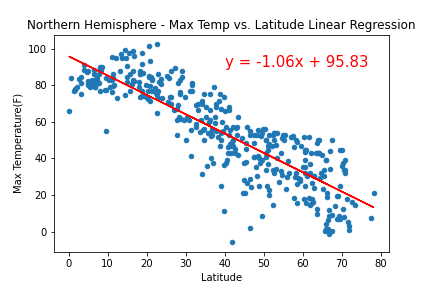 Northern Hemisphere - Max Temp vs. Latitude Linear Regression
y = -1.06x + 95.83
Max Temperature(F)
100
80
60
40
20
0
0 10 20 30 40 50 60 70 80
Latitude